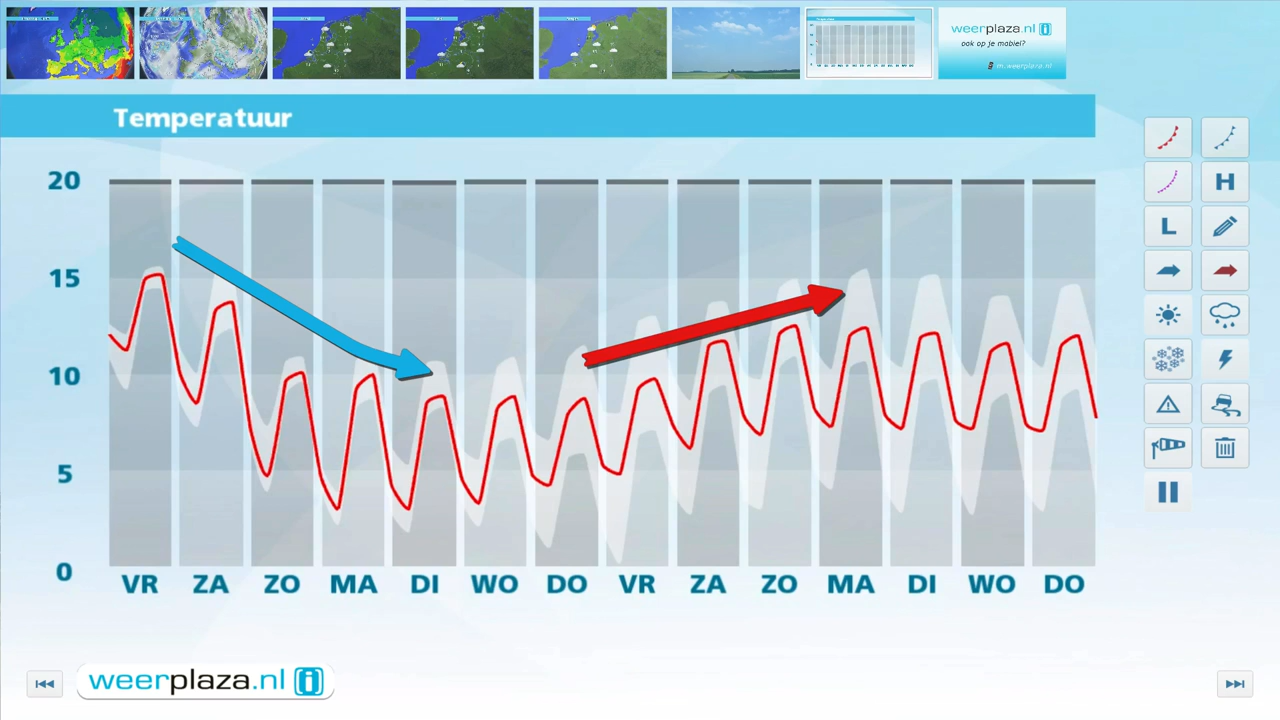 weerplaza.nl i
ook op je mobiel?
m.weerplaza.nl
Temperatuur
20
15
10
5
0
VR ZA ZO MA DI WO DO VR ZA ZO MA DI WO DO
H
L
weerplaza.nl i